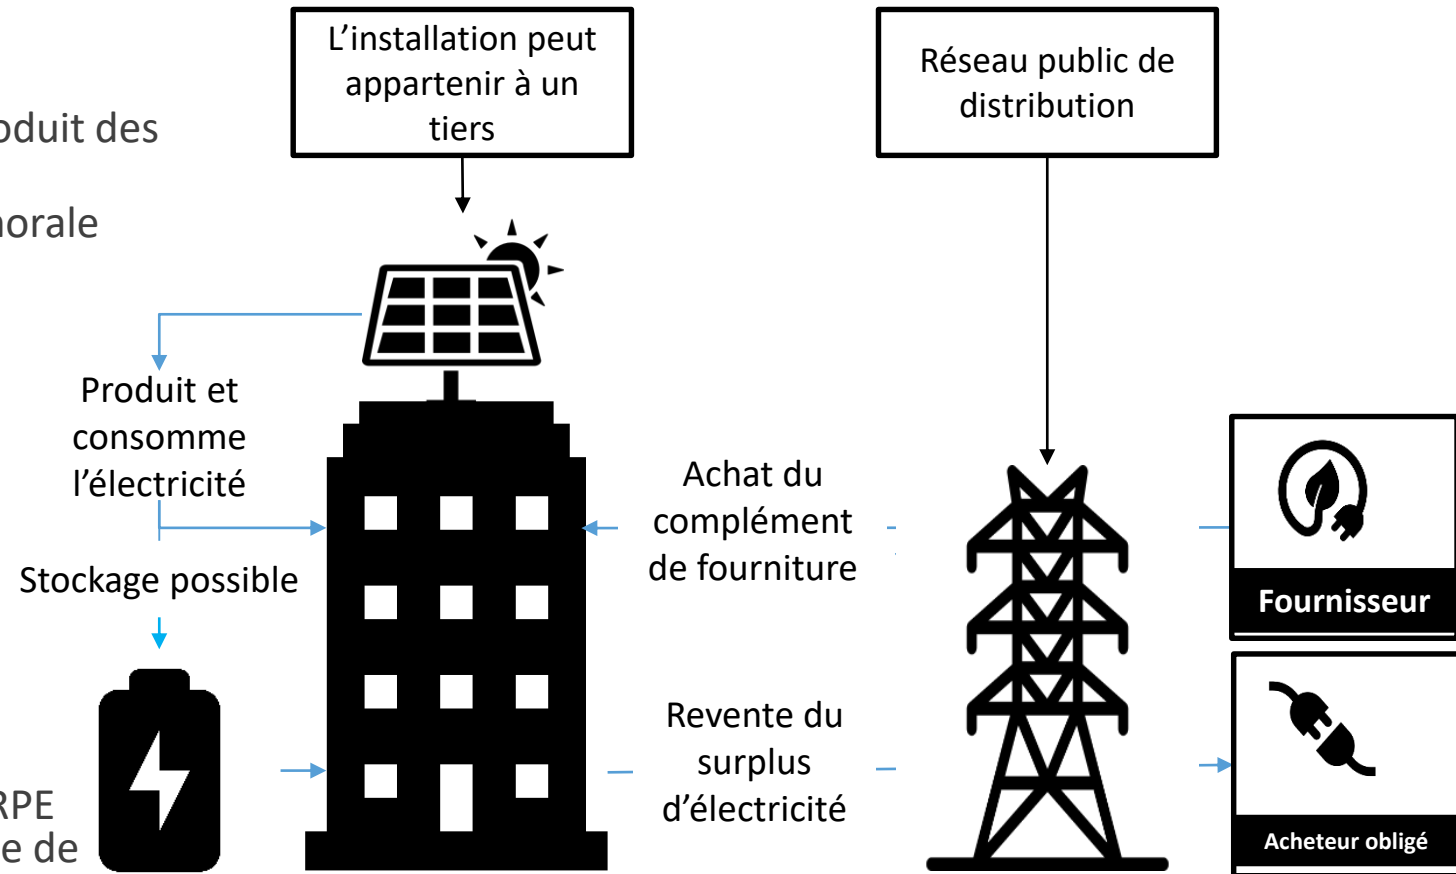 L’installation peut
appartenir à un
tiers
Réseau public de
distribution
oduit des
norale
Produit et
consomme
l’électricité
Stockage possible
Achat du
complément
de fourniture
Fournisseur
Revente du
surplus
d’électricité
Acheteur obligé
RPE
e de